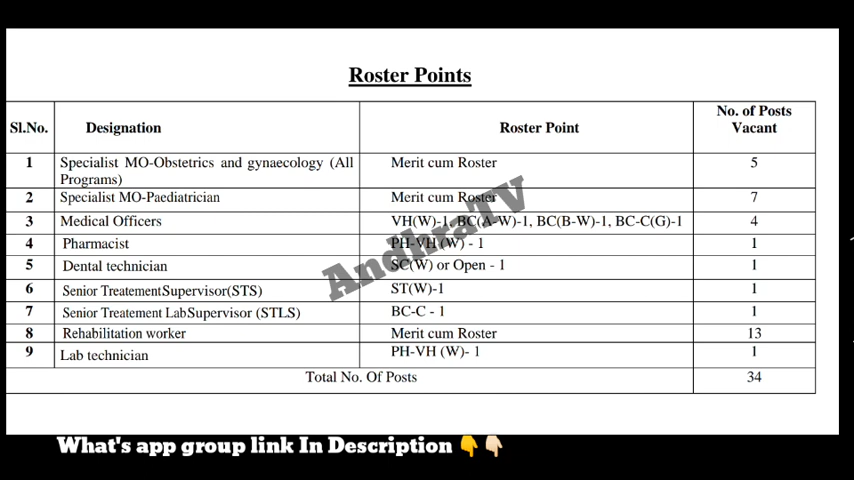 Roster Points
Sl.No. Designation Roster Point No. of Posts Vacant
1 Specialist MO-Obstetrics and gynaecology (All Programs) Merit cum Roster 5
2 Specialist MO-Paediatrician Merit cum Roster 7
3 Medical Officers VH(W)-1, BC(A-W)-1, BC(B-W)-1, BC-C(G)-1 4
4 Pharmacist PH-VH (W) - 1 1
5 Dental technician SC(W) or Open - 1 1
6 Senior TreatementSupervisor(STS) ST(W)-1 1
7 Senior Treatement LabSupervisor (STLS) BC-C - 1 1
8 Rehabilitation worker Merit cum Roster 13
9 Lab technician PH-VH (W)- 1 1
Total No. Of Posts 34
AndhraTV
What's app group link In Description 👇👇🏻